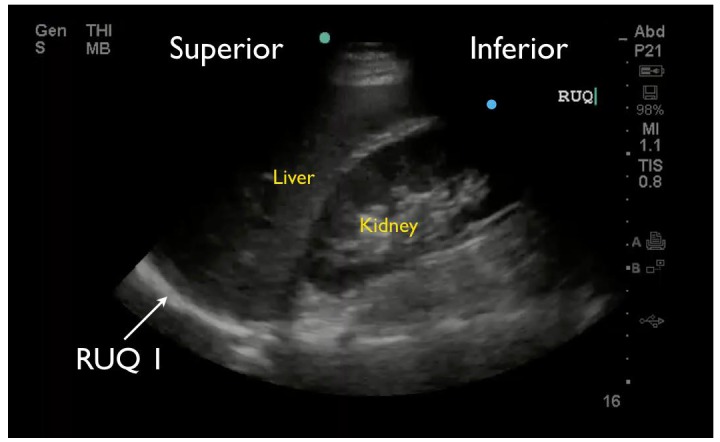 Gen THI Abd
S MB P21
Superior Inferior
RUQ
98%
MI
1.1
TIS
0.8
Liver
Kidney
A
B
RUQ 1
16